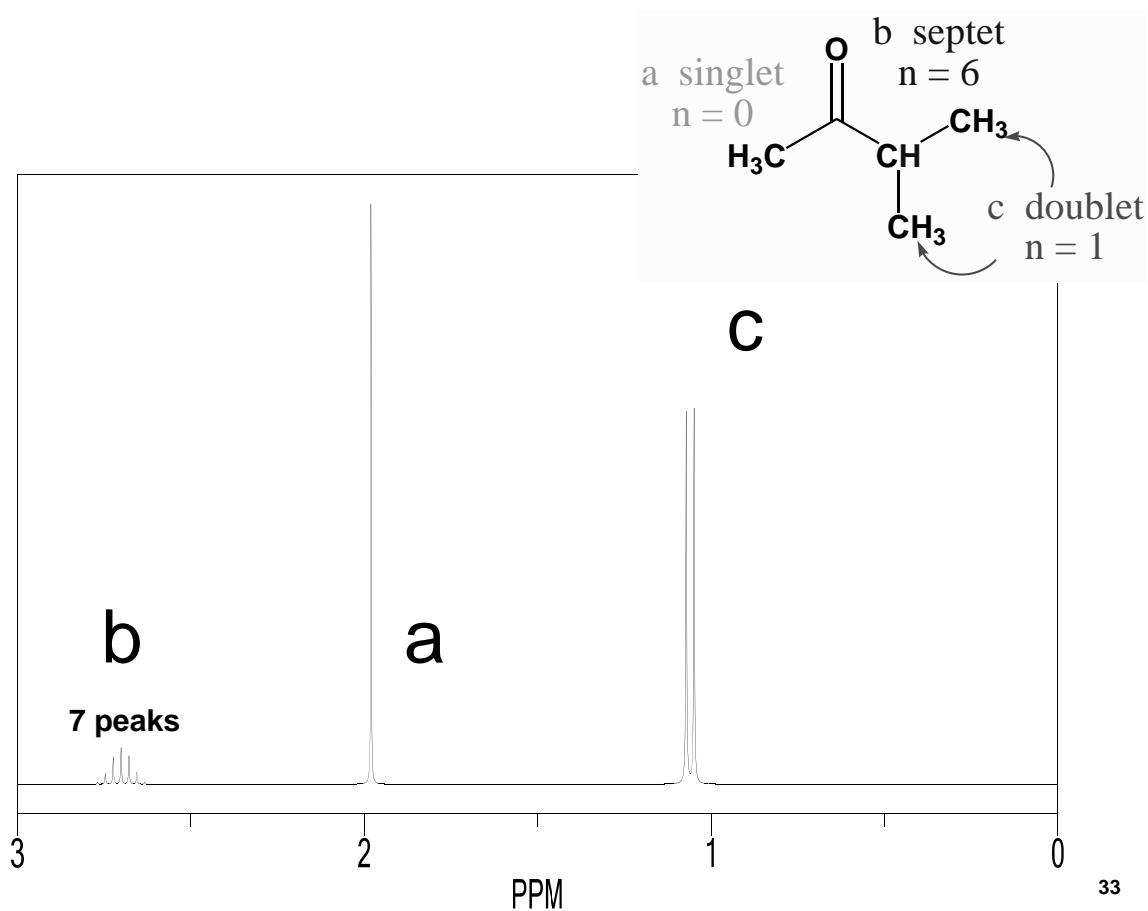 b septet
n = 6
a singlet
n = 0
O
CH₃
H₃C
CH
CH₃
c doublet
n = 1
c
b
a
7 peaks
3 2 1 0
PPM
33